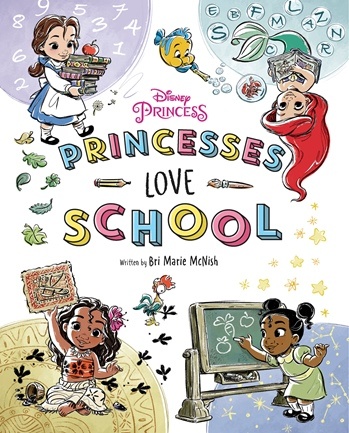 DISNEY
PRINCESS
PRINCESSES
LOVE
SCHOOL
Written by Bri Marie McNish